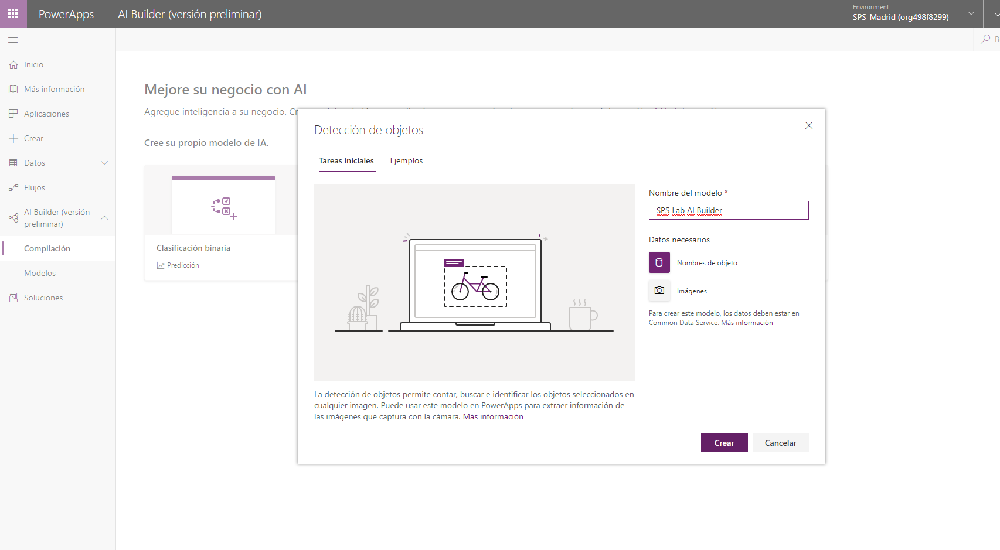 PowerApps
AI Builder (versión preliminar)
Environment
SPS_Madrid (org498f8299)
B
Inicio
Más información
Aplicaciones
Crear
Datos
Flujos
AI Builder (versión
preliminar)
Compilación
Modelos
Soluciones
Mejore su negocio con AI
Agregue inteligencia a su negocio. Cr
Cree su propio modelo de IA.
Clasificación binaria
Predicción
Detección de objetos
Tareas iniciales
Ejemplos
Nombre del modelo *
SPS Lab AI Builder
Datos necesarios
Nombres de objeto
Imágenes
Para crear este modelo, los datos deben estar en
Common Data Service. Más información
La detección de objetos permite contar, buscar e identificar los objetos seleccionados en
cualquier imagen. Puede usar este modelo en PowerApps para extraer información de
las imágenes que captura con la cámara. Más información
Crear
Cancelar